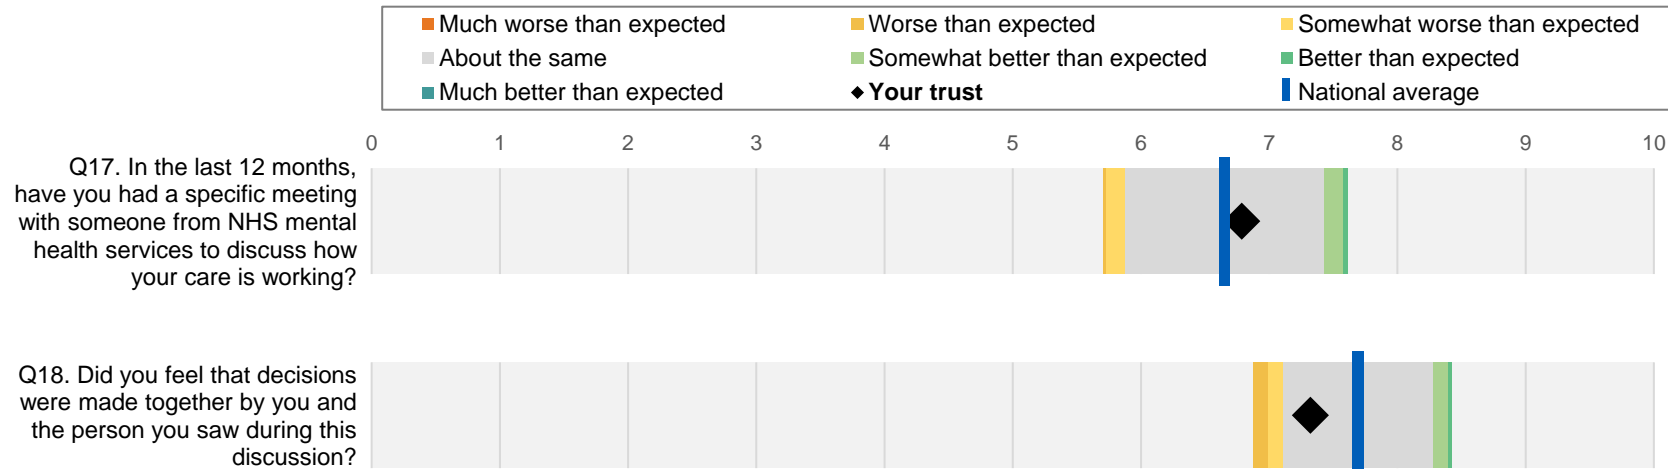 Much worse than expected
Worse than expected
Somewhat worse than expected
About the same
Somewhat better than expected
Better than expected
Much better than expected
Your trust
National average
0 1 2 3 4 5 6 7 8 9 10
Q17. In the last 12 months,
have you had a specific meeting
with someone from NHS mental
health services to discuss how
your care is working?
Q18. Did you feel that decisions
were made together by you and
the person you saw during this
discussion?